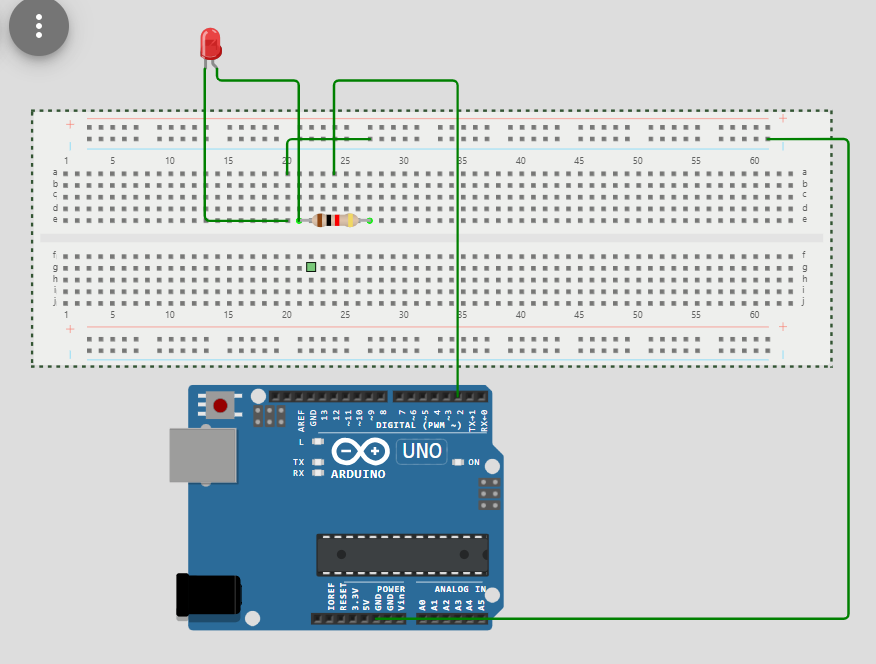 + +
1 5 10 15 20 25 30 35 40 45 50 55 60
a a
b b
c c
d d
e e
f f
g g
h h
i i
j j
1 5 10 15 20 25 30 35 40 45 50 55 60
+ +
AREF GND 13 12 ~11 ~10 ~9 8 7 ~6 ~5 4 ~3 2 TX→1 RX←0
DIGITAL (PWM ~)
L
UNO
TX ON
RX ARDUINO
POWER ANALOG IN
IOREF RESET 3.3V 5V GND GND Vin A0 A1 A2 A3 A4 A5